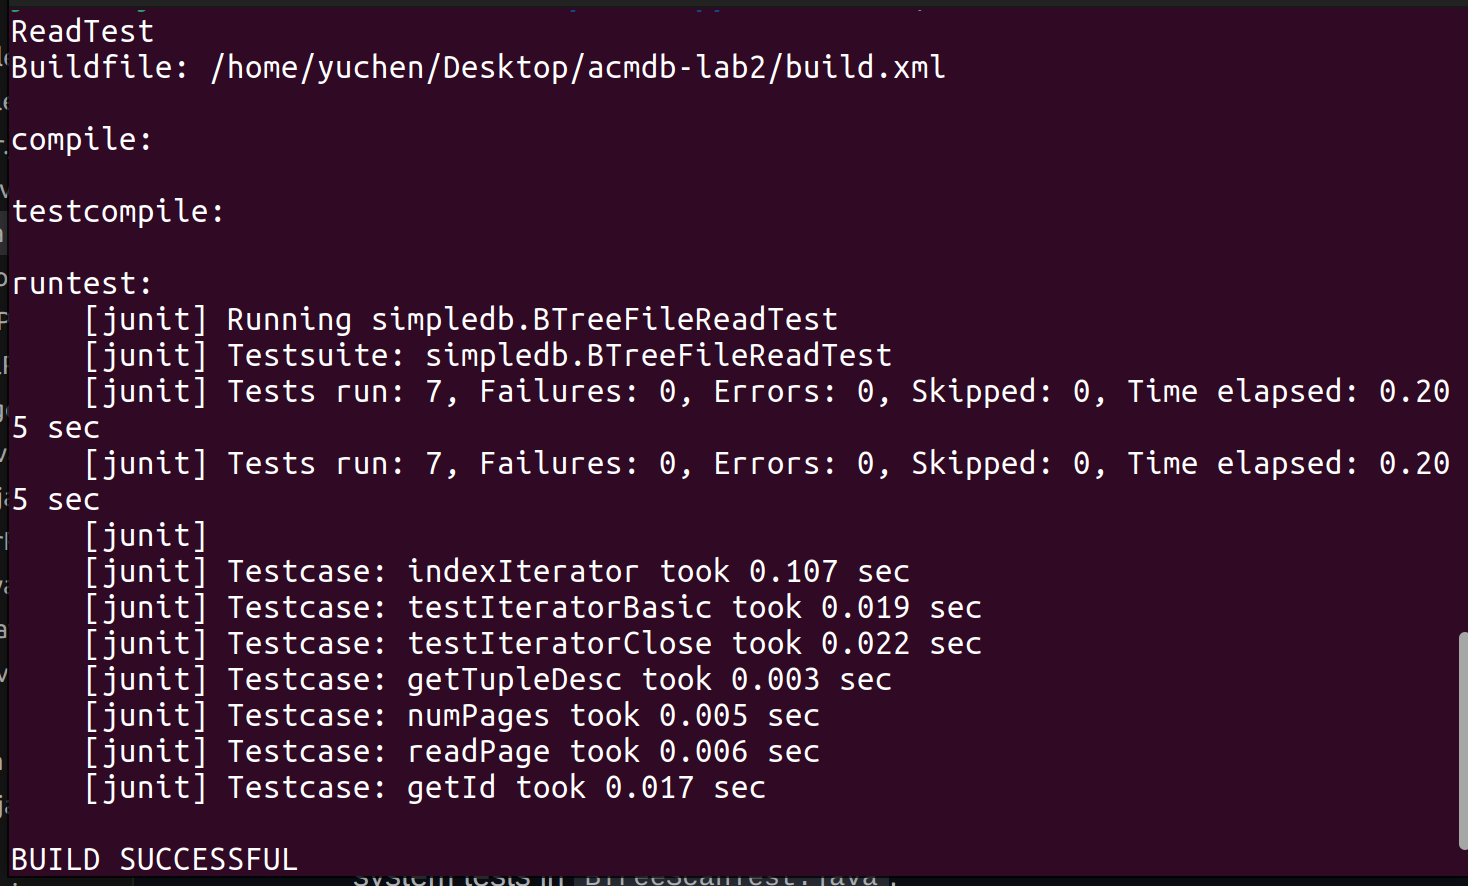 ReadTest
Buildfile: /home/yuchen/Desktop/acmdb-lab2/build.xml
compile:
testcompile:
runtest:
[junit] Running simpledb.BTreeFileReadTest
[junit] Testsuite: simpledb.BTreeFileReadTest
[junit] Tests run: 7, Failures: 0, Errors: 0, Skipped: 0, Time elapsed: 0.20
5 sec
[junit] Tests run: 7, Failures: 0, Errors: 0, Skipped: 0, Time elapsed: 0.20
5 sec
[junit]
[junit] Testcase: indexIterator took 0.107 sec
[junit] Testcase: testIteratorBasic took 0.019 sec
[junit] Testcase: testIteratorClose took 0.022 sec
[junit] Testcase: getTupleDesc took 0.003 sec
[junit] Testcase: numPages took 0.005 sec
[junit] Testcase: readPage took 0.006 sec
[junit] Testcase: getId took 0.017 sec
BUILD SUCCESSFUL
system tests in BTreeScanTest.java.